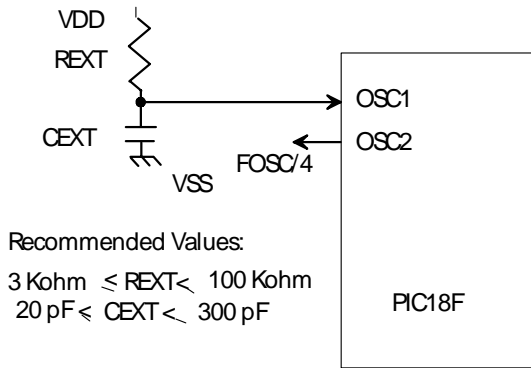 VDD
REXT
OSC1
CEXT
OSC2
FOSC/4
VSS
Recommended Values:
3 Kohm ≤ REXT< 100 Kohm
20 pF ≤ CEXT < 300 pF
PIC18F